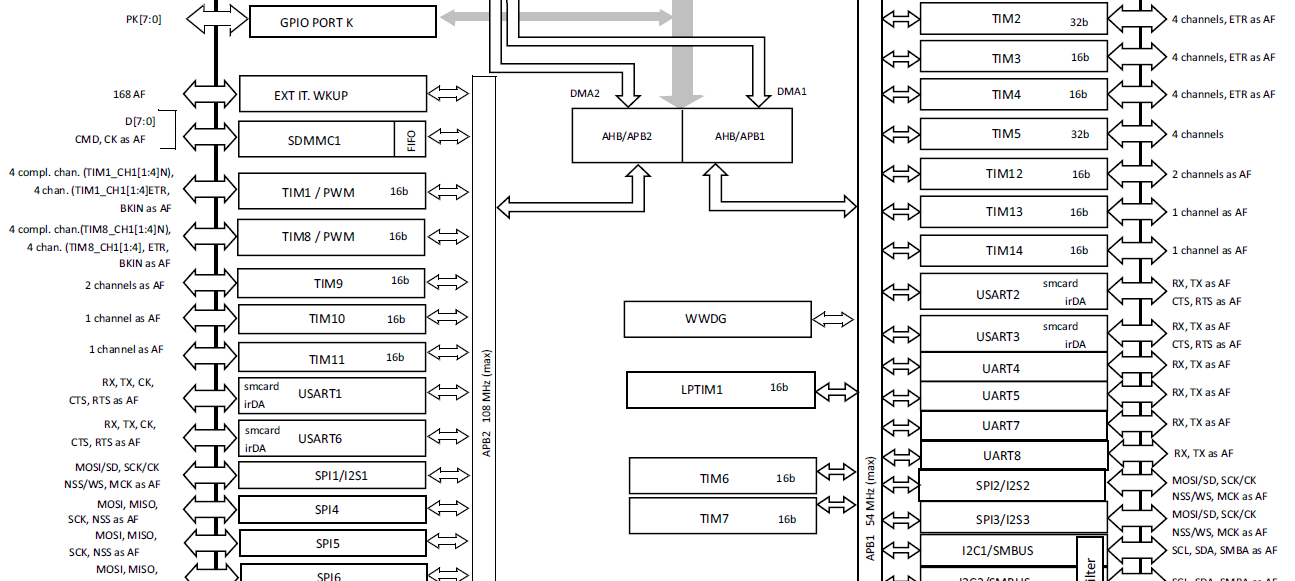 PK[7:0]
GPIO PORT K
168 AF
EXT IT. WKUP
D[7:0]
CMD, CK as AF
SDMMC1
FIFO
4 compl. chan. (TIM1_CH1[1:4]N),
4 chan. (TIM1_CH1[1:4]ETR,
BKIN as AF
TIM1 / PWM
16b
4 compl. chan.(TIM8_CH1[1:4]N),
4 chan. (TIM8_CH1[1:4], ETR,
BKIN as AF
TIM8 / PWM
16b
2 channels as AF
TIM9
16b
1 channel as AF
TIM10
16b
1 channel as AF
TIM11
16b
RX, TX, CK,
CTS, RTS as AF
smcard
irDA
USART1
RX, TX, CK,
CTS, RTS as AF
smcard
irDA
USART6
MOSI/SD, SCK/CK
NSS/WS, MCK as AF
SPI1/I2S1
MOSI, MISO,
SCK, NSS as AF
SPI4
MOSI, MISO,
SCK, NSS as AF
SPI5
MOSI, MISO,
SPI6
APB2 108 MHz (max)
DMA2
DMA1
AHB/APB2
AHB/APB1
WWDG
LPTIM1
16b
TIM6
16b
TIM7
16b
APB1 54 MHz (max)
TIM2
32b
4 channels, ETR as AF
TIM3
16b
4 channels, ETR as AF
TIM4
16b
4 channels, ETR as AF
TIM5
32b
4 channels
TIM12
16b
2 channels as AF
TIM13
16b
1 channel as AF
TIM14
16b
1 channel as AF
USART2
smcard
irDA
RX, TX as AF
CTS, RTS as AF
USART3
smcard
irDA
RX, TX as AF
CTS, RTS as AF
UART4
RX, TX as AF
UART5
RX, TX as AF
UART7
RX, TX as AF
UART8
RX, TX as AF
SPI2/I2S2
MOSI/SD, SCK/CK
NSS/WS, MCK as AF
SPI3/I2S3
MOSI/SD, SCK/CK
NSS/WS, MCK as AF
I2C1/SMBUS
SCL, SDA, SMBA as AF
I2C2/SMBUS
SCL, SDA, SMBA as AF